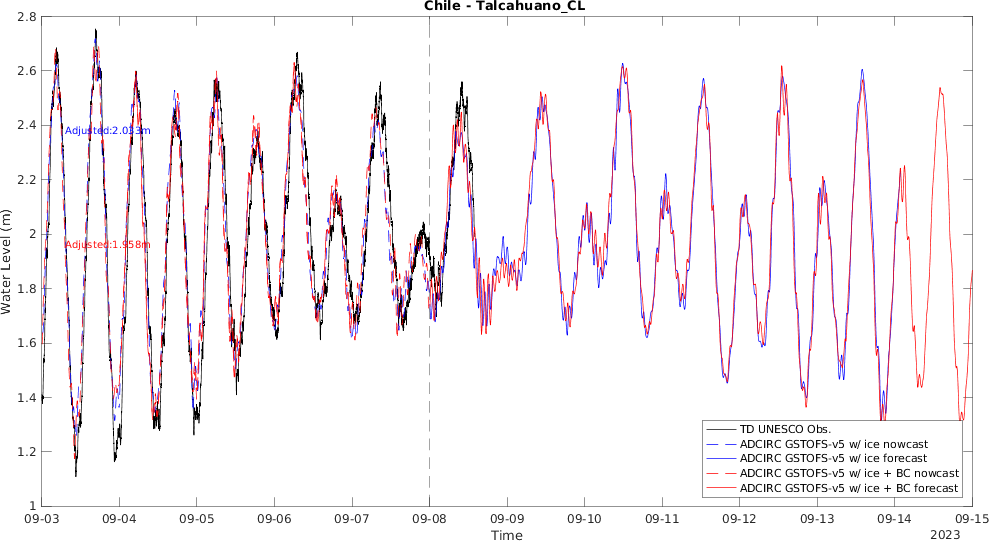 Chile - Talcahuano_CL
Water Level (m)
2.8
2.6
2.4
2.2
2
1.8
1.6
1.4
1.2
1
Adjusted:2.033m
Adjusted:1.958m
TD UNESCO Obs.
ADCIRC GSTOFS-v5 w/ ice nowcast
ADCIRC GSTOFS-v5 w/ ice forecast
ADCIRC GSTOFS-v5 w/ ice + BC nowcast
ADCIRC GSTOFS-v5 w/ ice + BC forecast
09-03 09-04 09-05 09-06 09-07 09-08 09-09 09-10 09-11 09-12 09-13 09-14 09-15
Time
2023